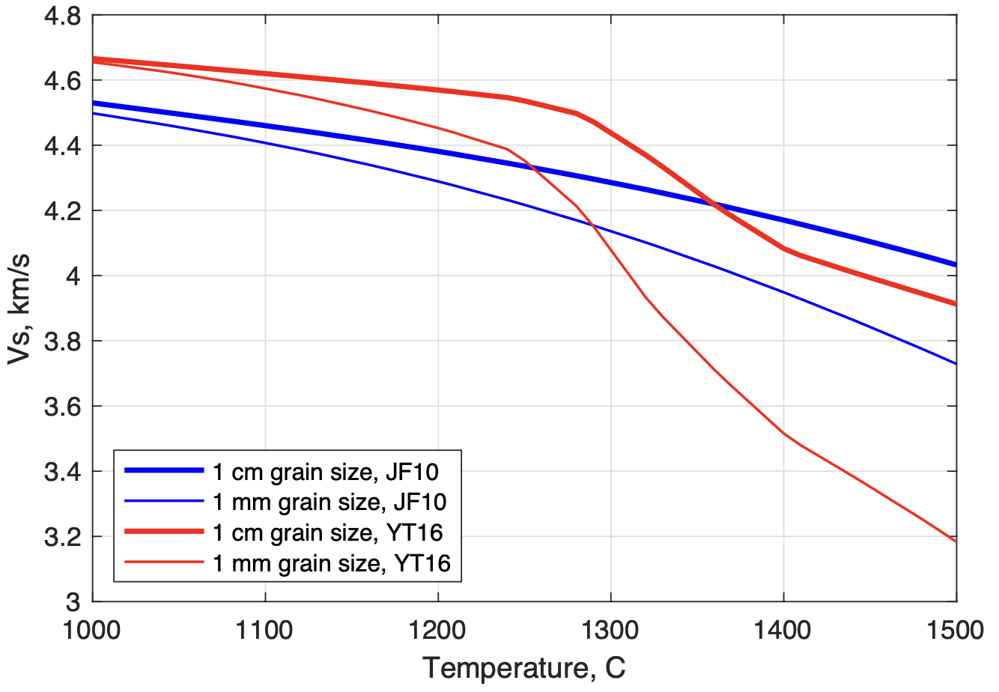 4.8
4.6
4.4
4.2
4
3.8
3.6
3.4
3.2
3
Vs, km/s
1 cm grain size, JF10
1 mm grain size, JF10
1 cm grain size, YT16
1 mm grain size, YT16
1000 1100 1200 1300 1400 1500
Temperature, C